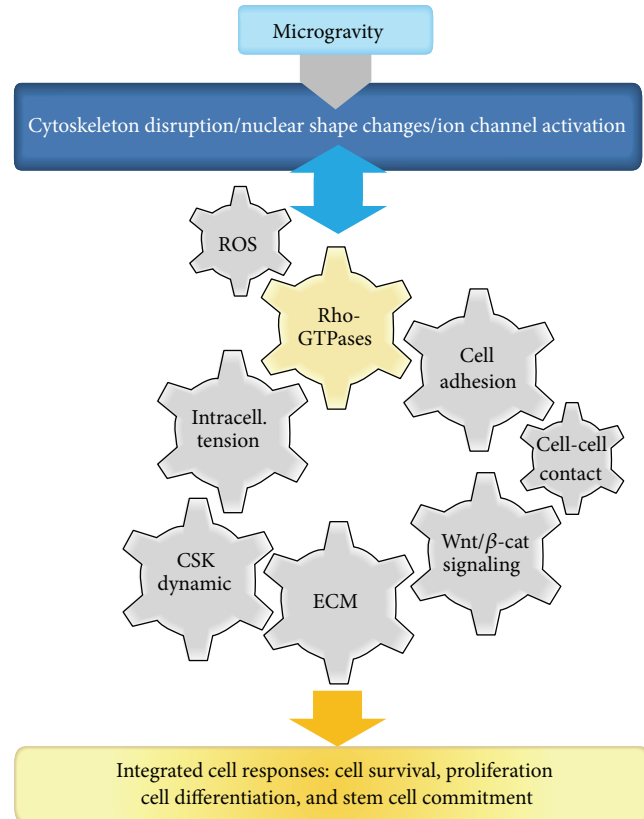 Microgravity
Cytoskeleton disruption/nuclear shape changes/ion channel activation
ROS
Rho-
GTPases
Cell
adhesion
Intracell.
tension
Cell-cell
contact
CSK
dynamic
ECM
Wnt/β-cat
signaling
Integrated cell responses: cell survival, proliferation
cell differentiation, and stem cell commitment